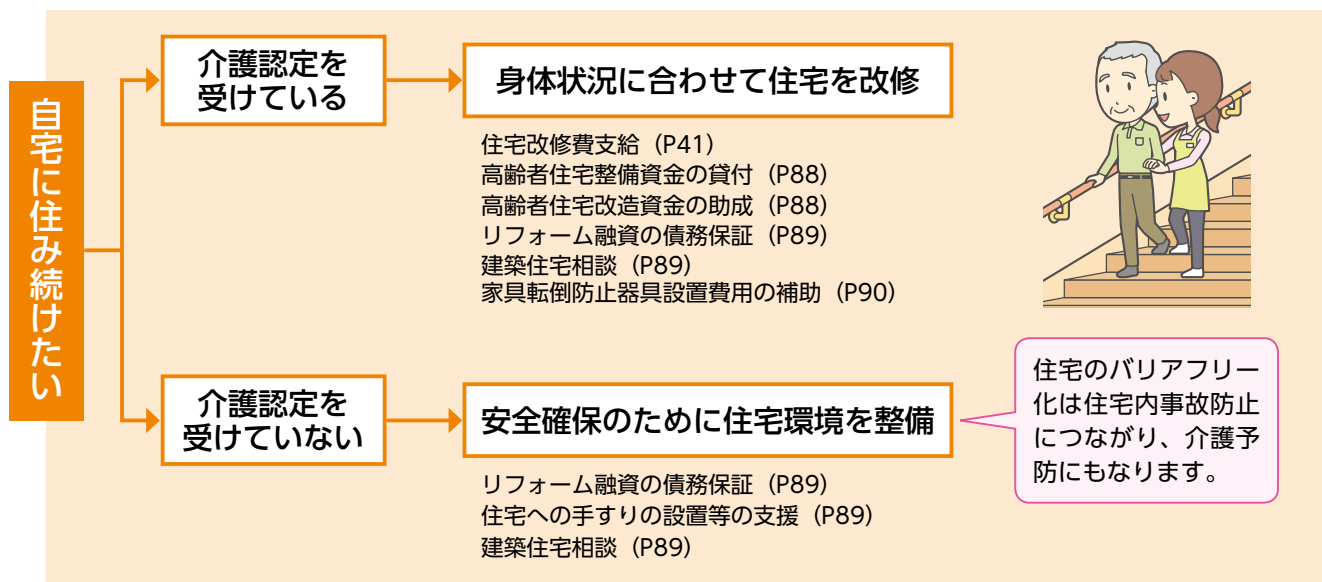 自宅に住み続けたい
介護認定を
受けている
身体状況に合わせて住宅を改修
住宅改修費支給（P41）
高齢者住宅整備資金の貸付（P88）
高齢者住宅改造資金の助成（P88）
リフォーム融資の債務保証（P89）
建築住宅相談（P89）
家具転倒防止器具設置費用の補助（P90）
介護認定を
受けていない
安全確保のために住宅環境を整備
リフォーム融資の債務保証（P89）
住宅への手すりの設置等の支援（P89）
建築住宅相談（P89）
住宅のバリアフリー
化は住宅内事故防止
につながり、介護予
防にもなります。